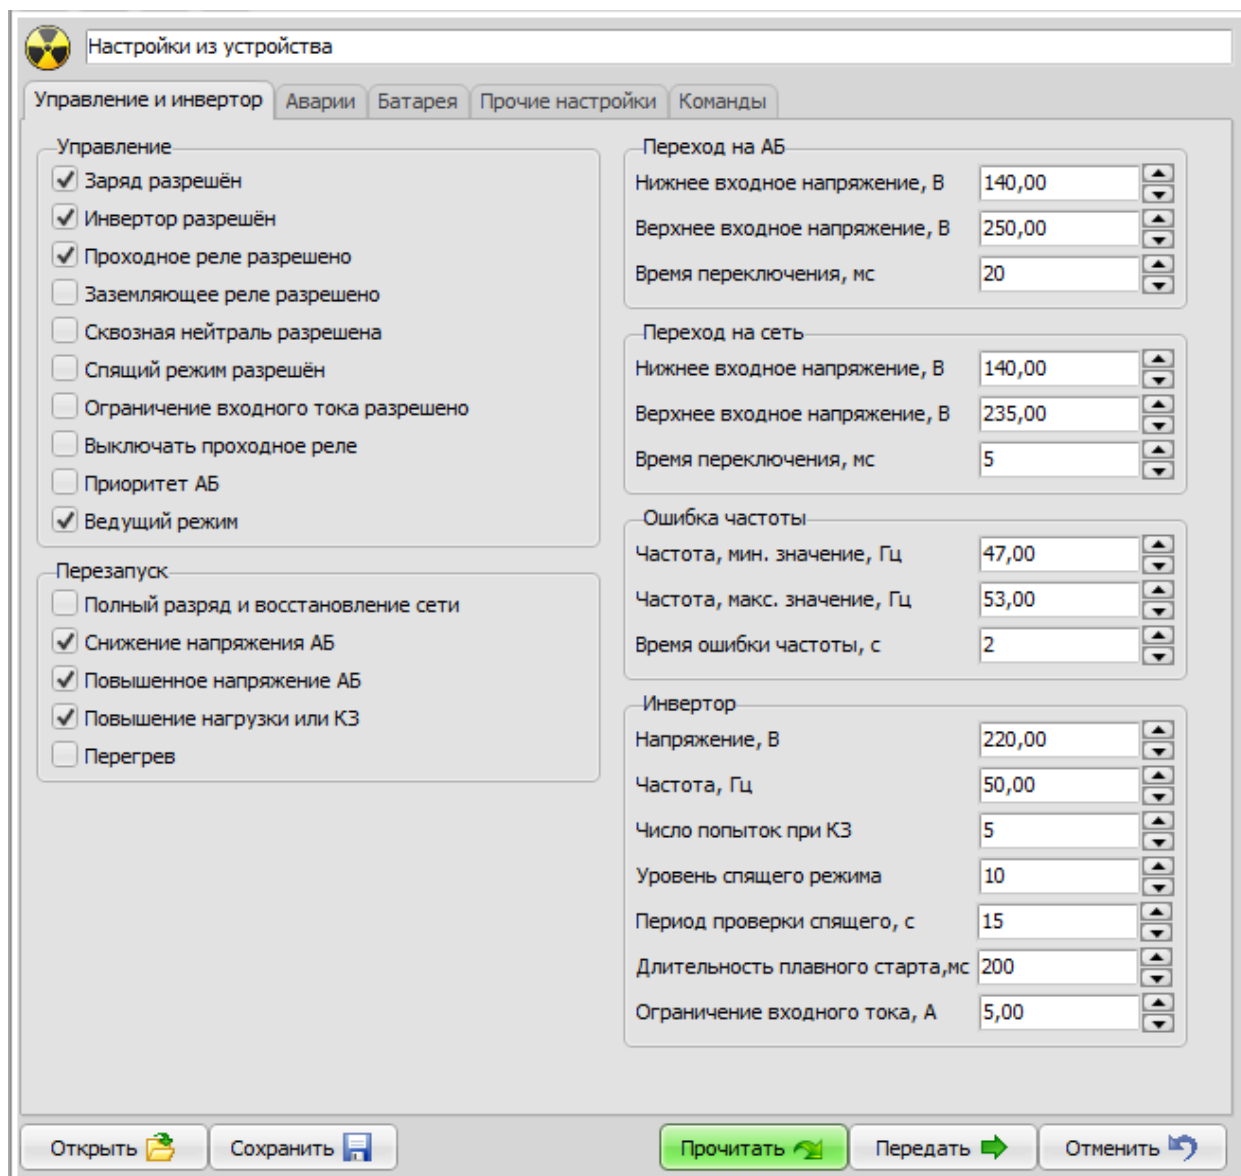 Настройки из устройства
Управление и инвертор Аварии Батарея Прочие настройки Команды
Управление
Заряд разрешён
Инвертор разрешён
Проходное реле разрешено
Заземляющее реле разрешено
Сквозная нейтраль разрешена
Спящий режим разрешён
Ограничение входного тока разрешено
Выключать проходное реле
Приоритет АБ
Ведущий режим
Перезапуск
Полный разряд и восстановление сети
Снижение напряжения АБ
Повышенное напряжение АБ
Повышение нагрузки или КЗ
Перегрев
Переход на АБ
Нижнее входное напряжение, В 140,00
Верхнее входное напряжение, В 250,00
Время переключения, мс 20
Переход на сеть
Нижнее входное напряжение, В 140,00
Верхнее входное напряжение, В 235,00
Время переключения, мс 5
Ошибка частоты
Частота, мин. значение, Гц 47,00
Частота, макс. значение, Гц 53,00
Время ошибки частоты, с 2
Инвертор
Напряжение, В 220,00
Частота, Гц 50,00
Число попыток при КЗ 5
Уровень спящего режима 10
Период проверки спящего, с 15
Длительность плавного старта,мс 200
Ограничение входного тока, А 5,00
Открыть Сохранить Прочитать Передать Отменить